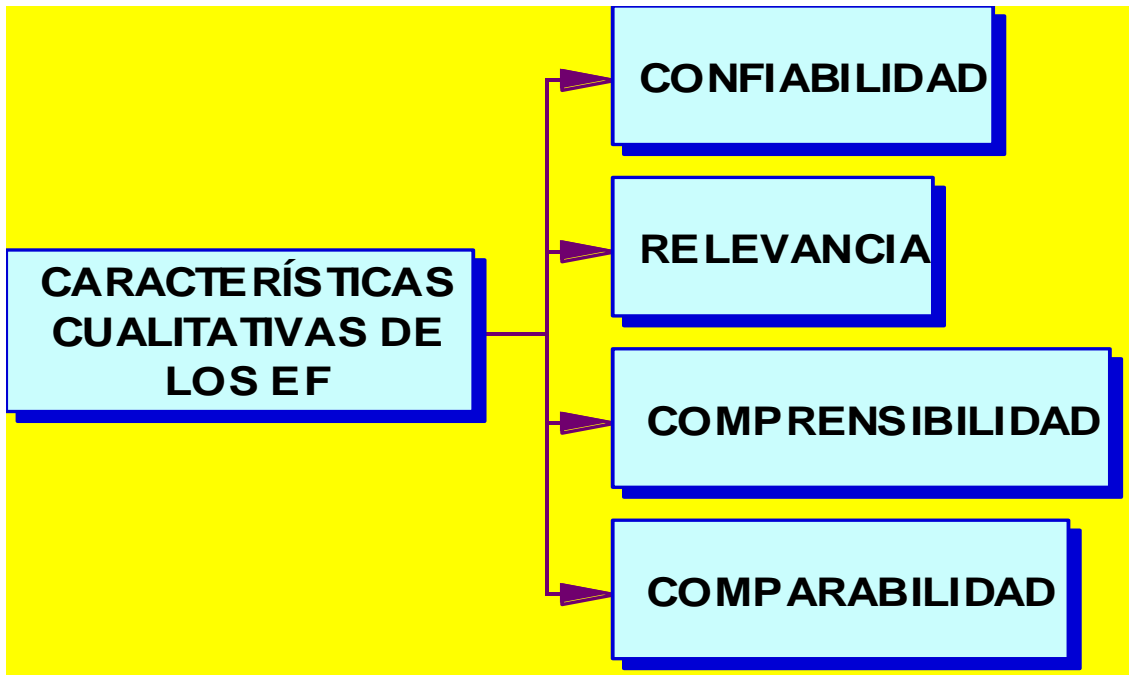 CARACTERÍSTICAS
CUALITATIVAS DE
LOS EF
CONFIABILIDAD
RELEVANCIA
COMPRENSIBILIDAD
COMPARABILIDAD